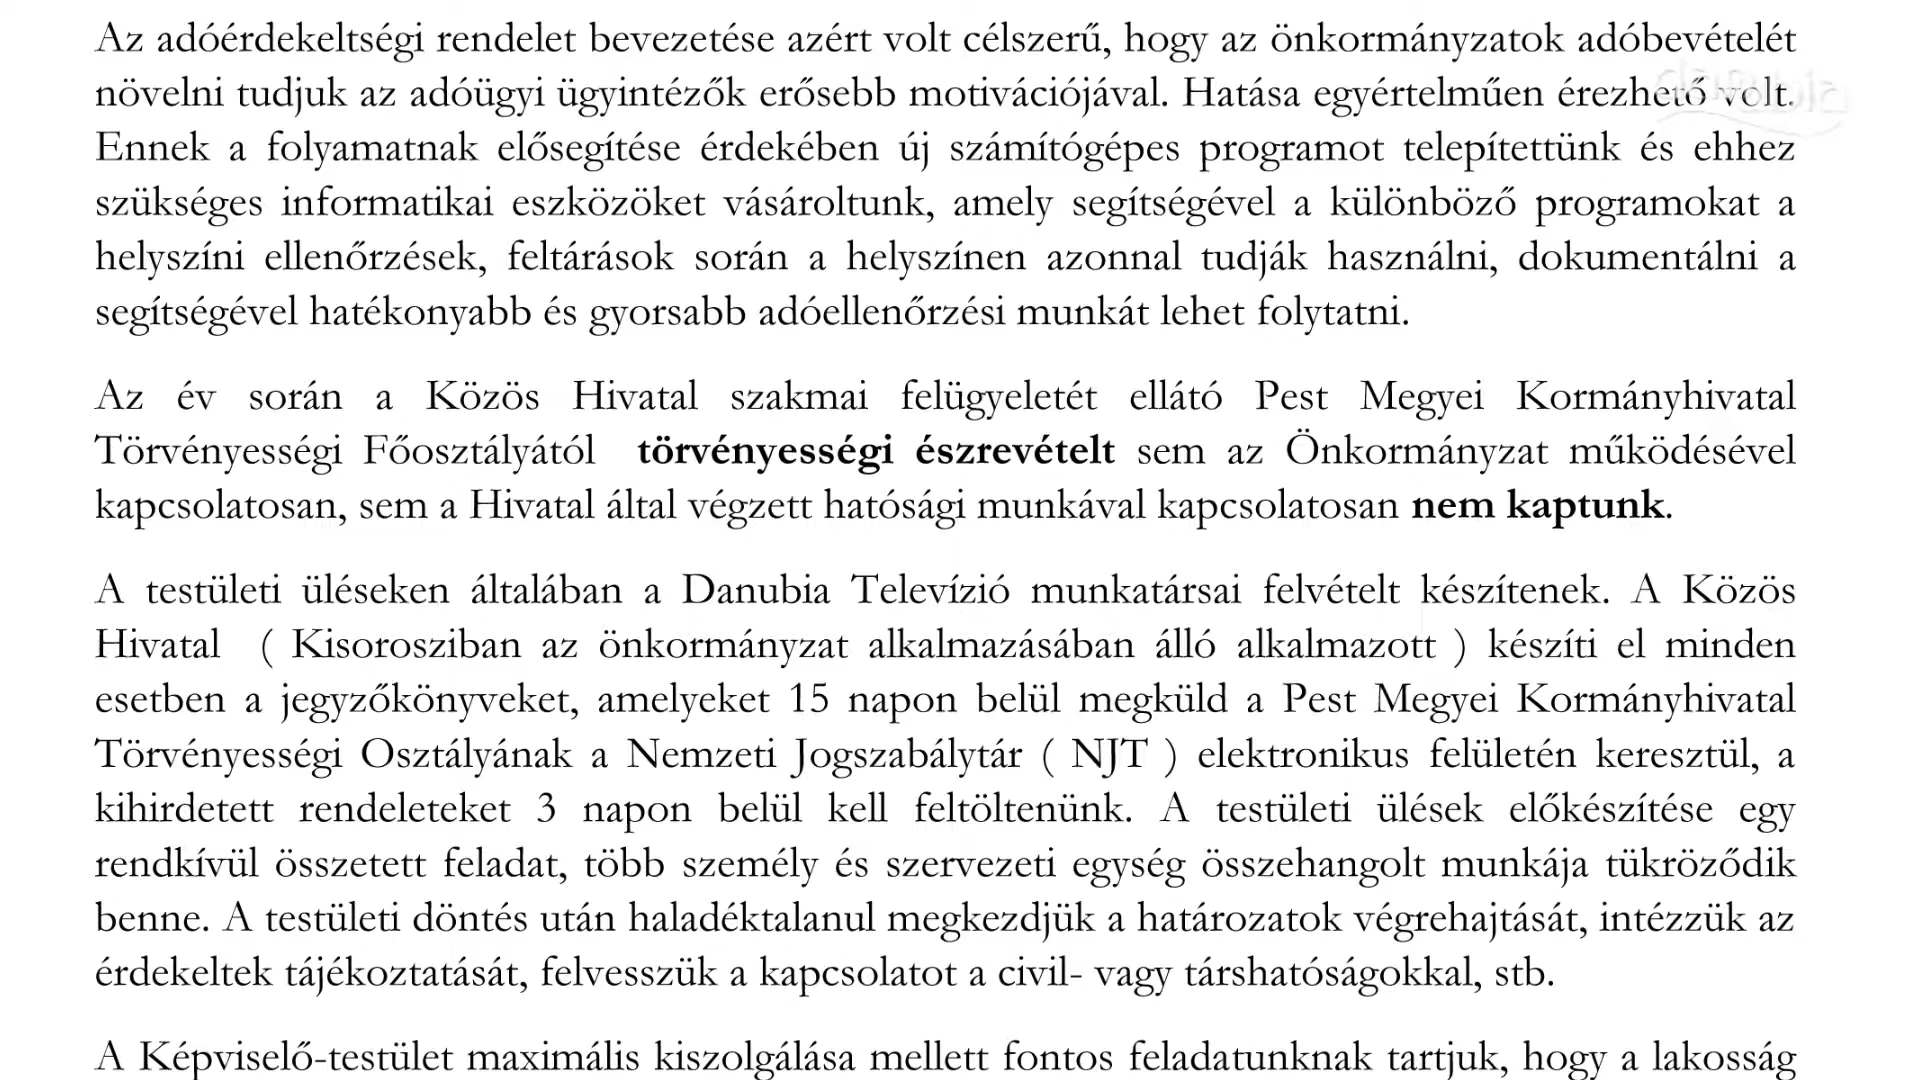 Az adóérdekeltségi rendelet bevezetése azért volt célszerű, hogy az önkormányzatok adóbevételét
növelni tudjuk az adóügyi ügyintézők erősebb motivációjával. Hatása egyértelműen érezhető volt.
danubia
Ennek a folyamatnak elősegítése érdekében új számítógépes programot telepítettünk és ehhez
szükséges informatikai eszközöket vásároltunk, amely segítségével a különböző programokat a
helyszíni ellenőrzések, feltárások során a helyszínen azonnal tudják használni, dokumentálni a
segítségével hatékonyabb és gyorsabb adóellenőrzési munkát lehet folytatni.
Az év során a Közös Hivatal szakmai felügyeletét ellátó Pest Megyei Kormányhivatal
Törvényességi Főosztályától törvényességi észrevételt sem az Önkormányzat működésével
kapcsolatosan, sem a Hivatal által végzett hatósági munkával kapcsolatosan nem kaptunk.
A testületi üléseken általában a Danubia Televízió munkatársai felvételt készítenek. A Közös
Hivatal ( Kisorosziban az önkormányzat alkalmazásában álló alkalmazott ) készíti el minden
esetben a jegyzőkönyveket, amelyeket 15 napon belül megküld a Pest Megyei Kormányhivatal
Törvényességi Osztályának a Nemzeti Jogszabálytár ( NJT ) elektronikus felületén keresztül, a
kihirdetett rendeleteket 3 napon belül kell feltöltenünk. A testületi ülések előkészítése egy
rendkívül összetett feladat, több személy és szervezeti egység összehangolt munkája tükröződik
benne. A testületi döntés után haladéktalanul megkezdjük a határozatok végrehajtását, intézzük az
érdekeltek tájékoztatását, felvesszük a kapcsolatot a civil- vagy társhatóságokkal, stb.
A Képviselő-testület maximális kiszolgálása mellett fontos feladatunknak tartjuk, hogy a lakosság